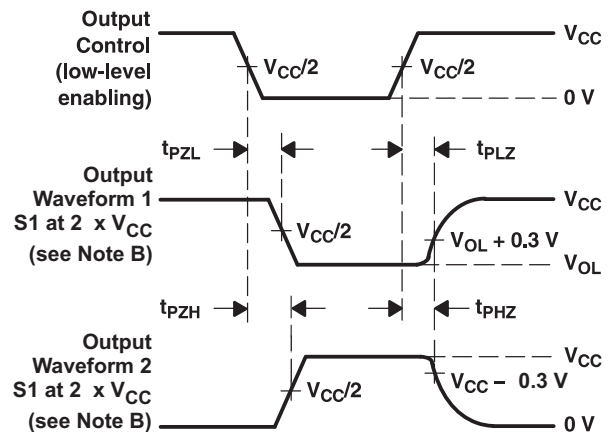 Output
Control
(low-level
enabling)
VCC/2
VCC/2
VCC
0 V
tPZL
tPLZ
Output
Waveform 1
S1 at 2 x VCC
(see Note B)
VCC/2
VCC
VOL + 0.3 V
VOL
tPZH
tPHZ
Output
Waveform 2
S1 at 2 x VCC
(see Note B)
VCC/2
VCC
VCC – 0.3 V
0 V